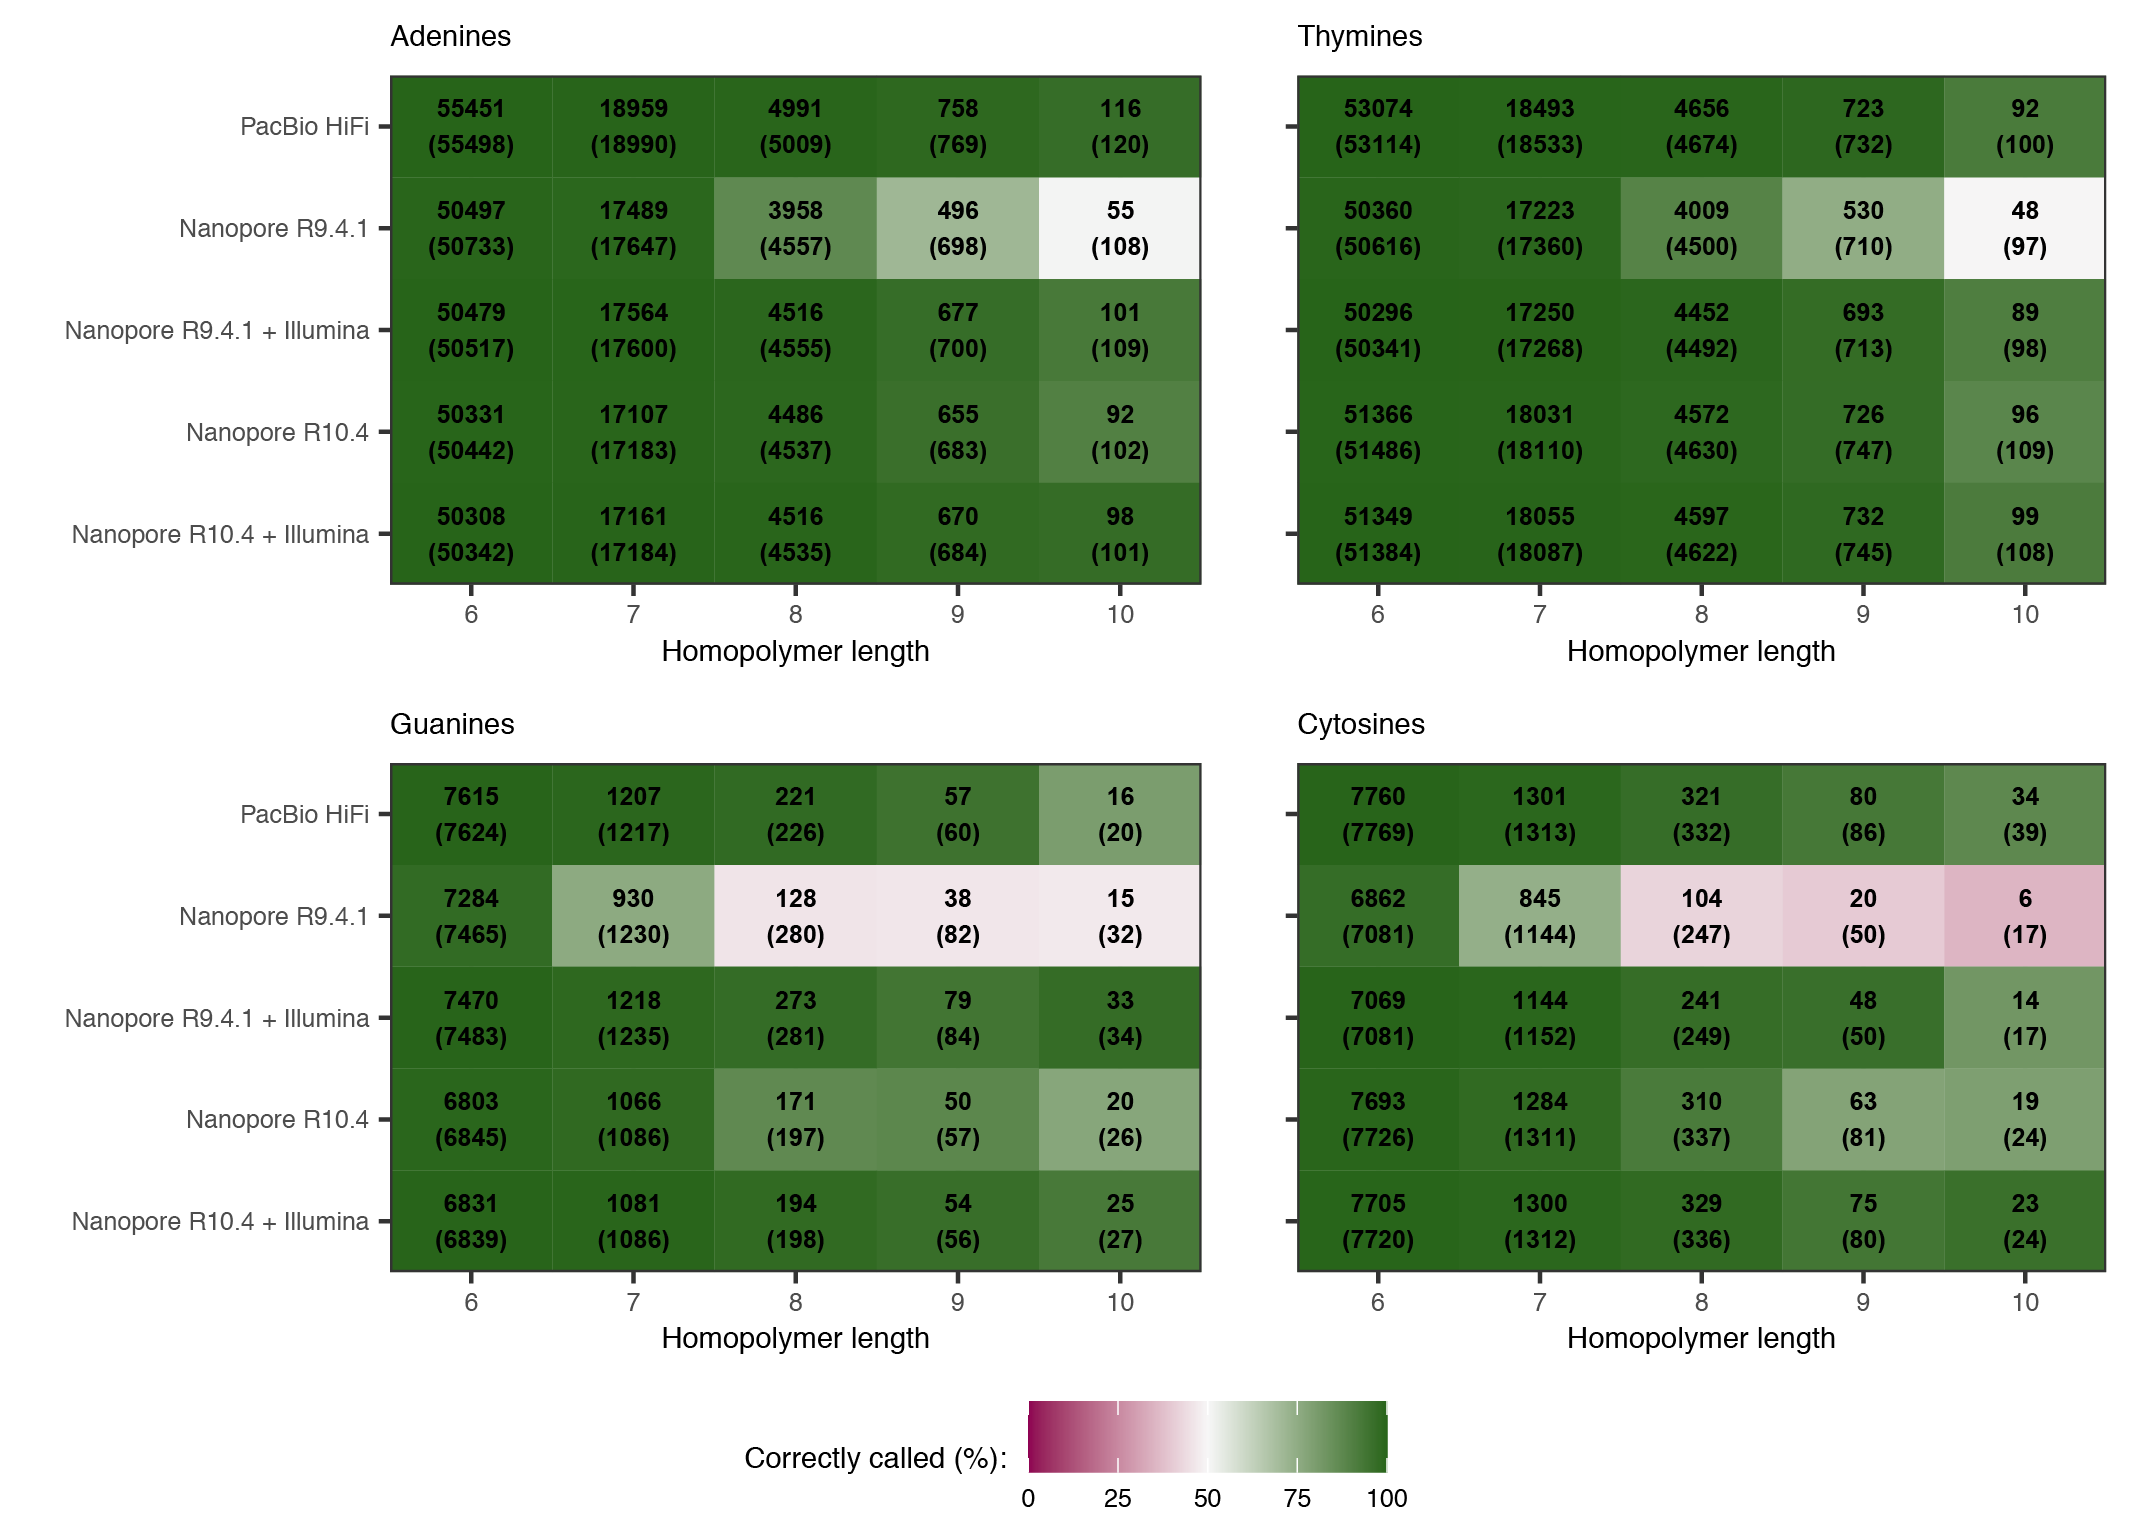 Adenines
PacBio HiFi 55451 18959 4991 758 116
(55498) (18990) (5009) (769) (120)
Nanopore R9.4.1 50497 17489 3958 496 55
(50733) (17647) (4557) (698) (108)
Nanopore R9.4.1 + Illumina 50479 17564 4516 677 101
(50517) (17600) (4555) (700) (109)
Nanopore R10.4 50331 17107 4486 655 92
(50442) (17183) (4537) (683) (102)
Nanopore R10.4 + Illumina 50308 17161 4516 670 98
(50342) (17184) (4535) (684) (101)
6 7 8 9 10
Homopolymer length
Thymines
53074 18493 4656 723 92
(53114) (18533) (4674) (732) (100)
50360 17223 4009 530 48
(50616) (17360) (4500) (710) (97)
50296 17250 4452 693 89
(50341) (17268) (4492) (713) (98)
51366 18031 4572 726 96
(51486) (18110) (4630) (747) (109)
51349 18055 4597 732 99
(51384) (18087) (4622) (745) (108)
6 7 8 9 10
Homopolymer length
Guanines
PacBio HiFi 7615 1207 221 57 16
(7624) (1217) (226) (60) (20)
Nanopore R9.4.1 7284 930 128 38 15
(7465) (1230) (280) (82) (32)
Nanopore R9.4.1 + Illumina 7470 1218 273 79 33
(7483) (1235) (281) (84) (34)
Nanopore R10.4 6803 1066 171 50 20
(6845) (1086) (197) (57) (26)
Nanopore R10.4 + Illumina 6831 1081 194 54 25
(6839) (1086) (198) (56) (27)
6 7 8 9 10
Homopolymer length
Cytosines
7760 1301 321 80 34
(7769) (1313) (332) (86) (39)
6862 845 104 20 6
(7081) (1144) (247) (50) (17)
7069 1144 241 48 14
(7081) (1152) (249) (50) (17)
7693 1284 310 63 19
(7726) (1311) (337) (81) (24)
7705 1300 329 75 23
(7720) (1312) (336) (80) (24)
6 7 8 9 10
Homopolymer length
Correctly called (%):
0 25 50 75 100